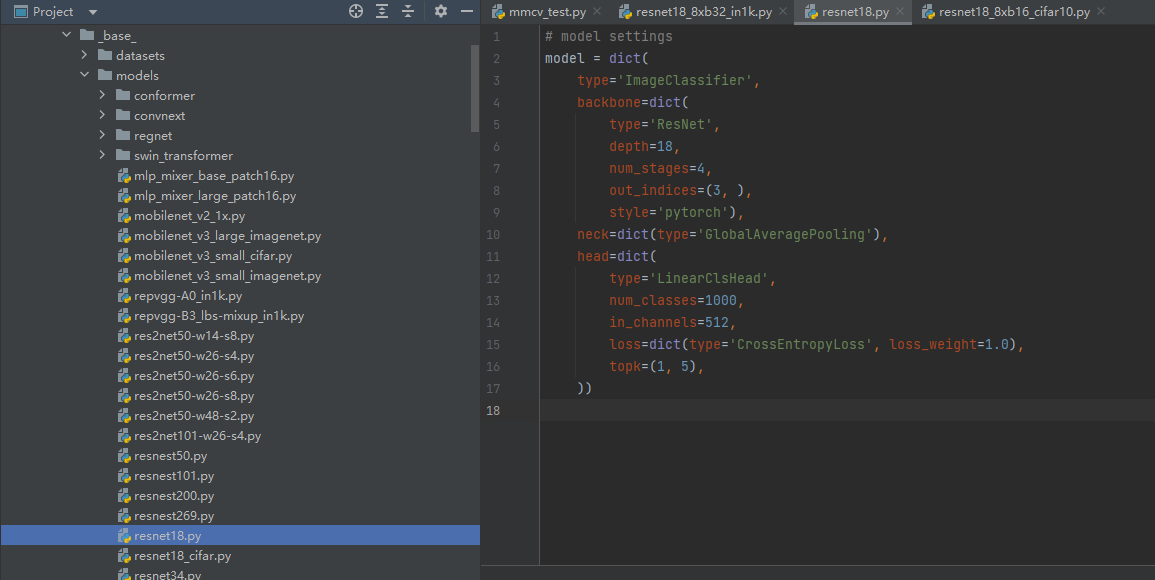 Project
_base_
datasets
models
conformer
convnext
regnet
swin_transformer
mlp_mixer_base_patch16.py
mlp_mixer_large_patch16.py
mobilenet_v2_1x.py
mobilenet_v3_large_imagenet.py
mobilenet_v3_small_cifar.py
mobilenet_v3_small_imagenet.py
repvgg-A0_in1k.py
repvgg-B3_lbs-mixup_in1k.py
res2net50-w14-s8.py
res2net50-w26-s4.py
res2net50-w26-s6.py
res2net50-w26-s8.py
res2net50-w48-s2.py
res2net101-w26-s4.py
resnest50.py
resnest101.py
resnest200.py
resnest269.py
resnet18.py
resnet18_cifar.py
resnet34.py
mmcv_test.py resnet18_8xb32_in1k.py resnet18.py resnet18_8xb16_cifar10.py
1 # model settings
2 model = dict(
3     type='ImageClassifier',
4     backbone=dict(
5         type='ResNet',
6         depth=18,
7         num_stages=4,
8         out_indices=(3, ),
9         style='pytorch'),
10     neck=dict(type='GlobalAveragePooling'),
11     head=dict(
12         type='LinearClsHead',
13         num_classes=1000,
14         in_channels=512,
15         loss=dict(type='CrossEntropyLoss', loss_weight=1.0),
16         topk=(1, 5),
17     ))
18